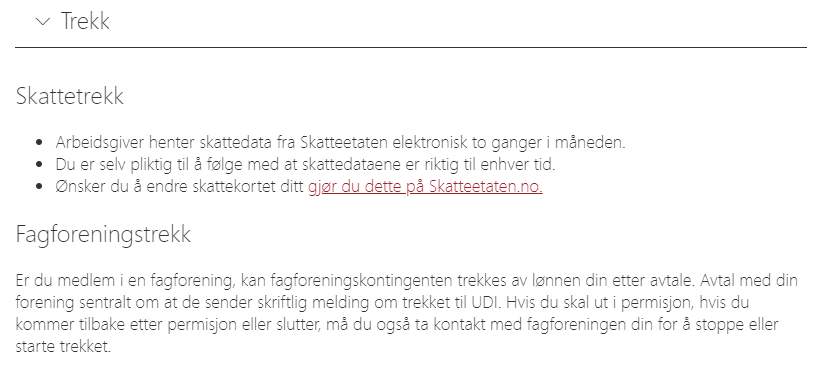 Trekk
Skattetrekk
• Arbeidsgiver henter skattedata fra Skatteetaten elektronisk to ganger i måneden.
• Du er selv pliktig til å følge med at skattedataene er riktig til enhver tid.
• Ønsker du å endre skattekortet ditt gjør du dette på Skatteetaten.no.
Fagforeningstrekk
Er du medlem i en fagforening, kan fagforeningskontingenten trekkes av lønnen din etter avtale. Avtal med din
forening sentralt om at de sender skriftlig melding om trekket til UDI. Hvis du skal ut i permisjon, hvis du
kommer tilbake etter permisjon eller slutter, må du også ta kontakt med fagforeningen din for å stoppe eller
starte trekket.